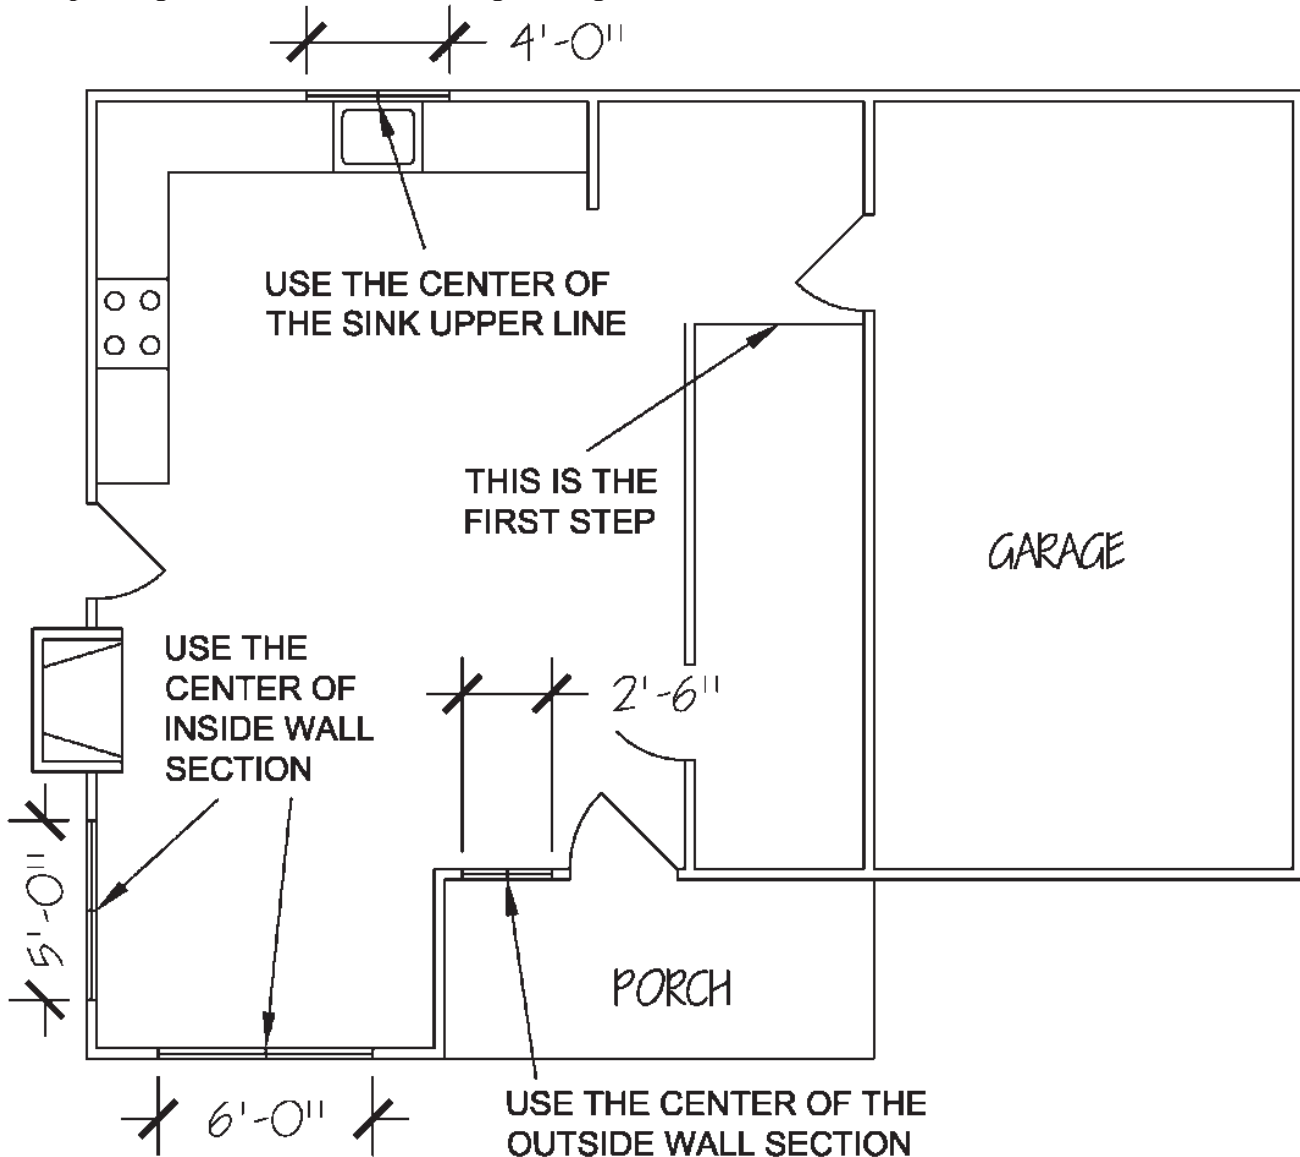 4'-0"
USE THE CENTER OF
THE SINK UPPER LINE
THIS IS THE
FIRST STEP
GARAGE
USE THE
CENTER OF
INSIDE WALL
SECTION
2'-6"
5'-0"
PORCH
6'-0"
USE THE CENTER OF THE
OUTSIDE WALL SECTION